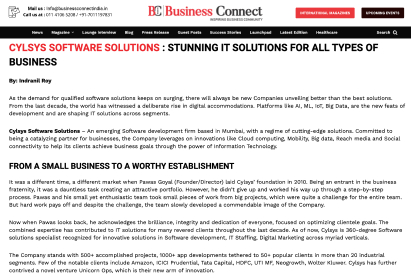 Mail us : info@businessconnectindia.in
Call us at : 011 4106 5288 / +91-7011197831
BC Business Connect
INSPIRING BUSINESS COMMUNITY
INTERNATIONAL MAGAZINES
UPCOMING EVENTS
News Magazine Lounge Interview Blog Press Release Guest Posts Success Stories Launchpad Latest Edition Healthcare
CYLSYS SOFTWARE SOLUTIONS : STUNNING IT SOLUTIONS FOR ALL TYPES OF
BUSINESS
By: Indranil Roy
As the demand for qualified software solutions keeps on surging, there will always be new Companies unveiling better than the best solutions.
From the last decade, the world has witnessed a deliberate rise in digital accommodations. Platforms like AI, ML, IoT, Big Data, are the new feats of
development and are shaping IT solutions across segments.
Cylsys Software Solutions – An emerging Software development firm based in Mumbai, with a regime of cutting-edge solutions. Committed to
being a catalyzing partner for businesses, the Company leverages on innovations like Cloud computing, Mobility, Big data, Reach media and Social
connectivity to help its clients achieve business goals through the power of Information Technology.
FROM A SMALL BUSINESS TO A WORTHY ESTABLISHMENT
It was a different time, a different market when Pawas Goyal (Founder/Director) laid Cylsys' foundation in 2010. Being an entrant in the business
fraternity, it was a dauntless task creating an attractive portfolio. However, he didn't give up and worked his way up through a step-by-step
process. Pawas and his small yet enthusiastic team took small pieces of work from big projects, which were quite a challenge for the entire team.
But hard work pays off and despite the challenge, the team slowly developed a commendable image of the Company.
Now when Pawas looks back, he acknowledges the brilliance, integrity and dedication of everyone, focused on optimizing clientele goals. The
combined expertise has contributed to IT solutions for many revered clients throughout the last decade. As of now, Cylsys is 360-degree Software
solutions specialist recognized for innovative solutions in Software development, IT Staffing, Digital Marketing across myriad verticals.
The Company stands with 500+ accomplished projects, 1000+ app developments tethered to 50+ popular clients in more than 20 Industrial
segments. Few of the notable clients include Amazon, ICICI Prudential, Tata Capital, HDPC, UTI MF, Neogrowth, Wolter Kluwer. Cylsys has further
contrived a novel venture Unicorn Ops, which is their new arm of innovation.